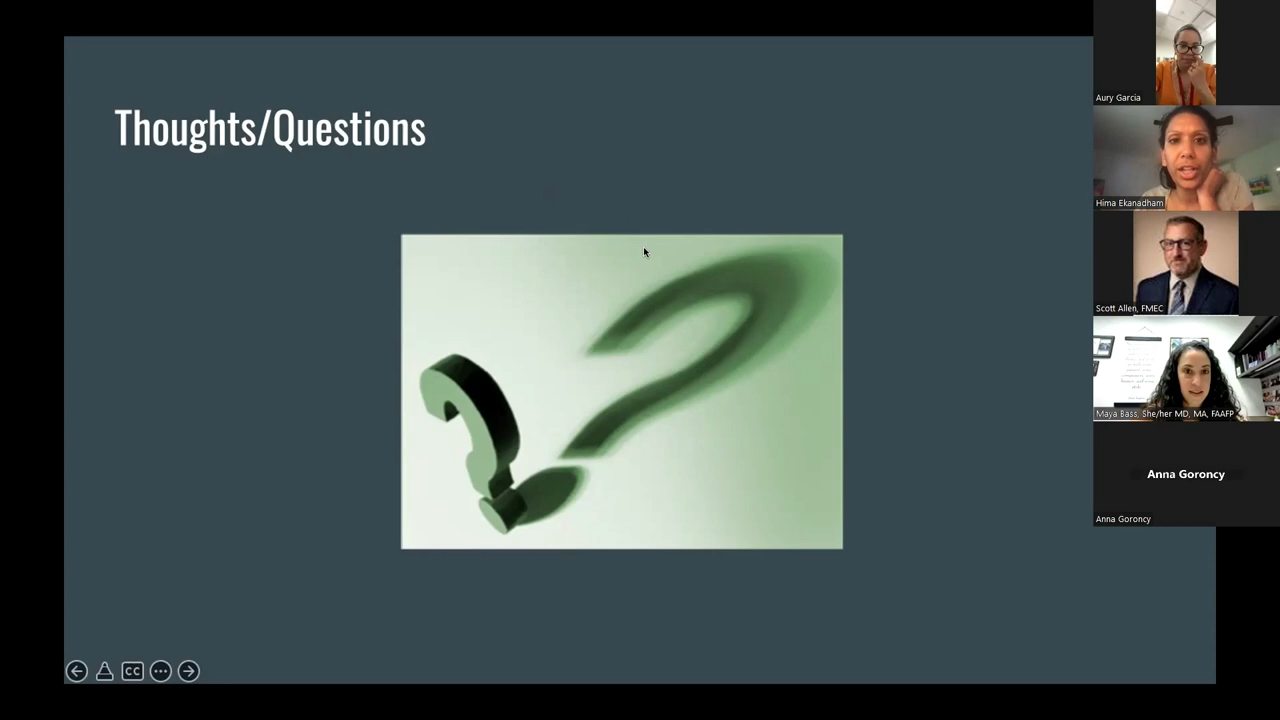 Thoughts/Questions
Aury Garcia
Hima Ekanadham
Scott Allen, FMEC
Maya Bass, She/her MD, MA, FAAFP
Anna Goroncy
Anna Goroncy
CC